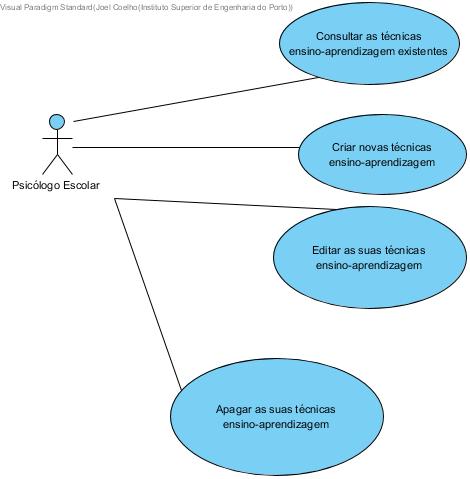 Visual Paradigm Standard(Joel Coelho(Instituto Superior de Engenharia do Porto))
Consultar as técnicas
ensino-aprendizagem existentes
Criar novas técnicas
ensino-aprendizagem
Psicólogo Escolar
Editar as suas técnicas
ensino-aprendizagem
Apagar as suas técnicas
ensino-aprendizagem